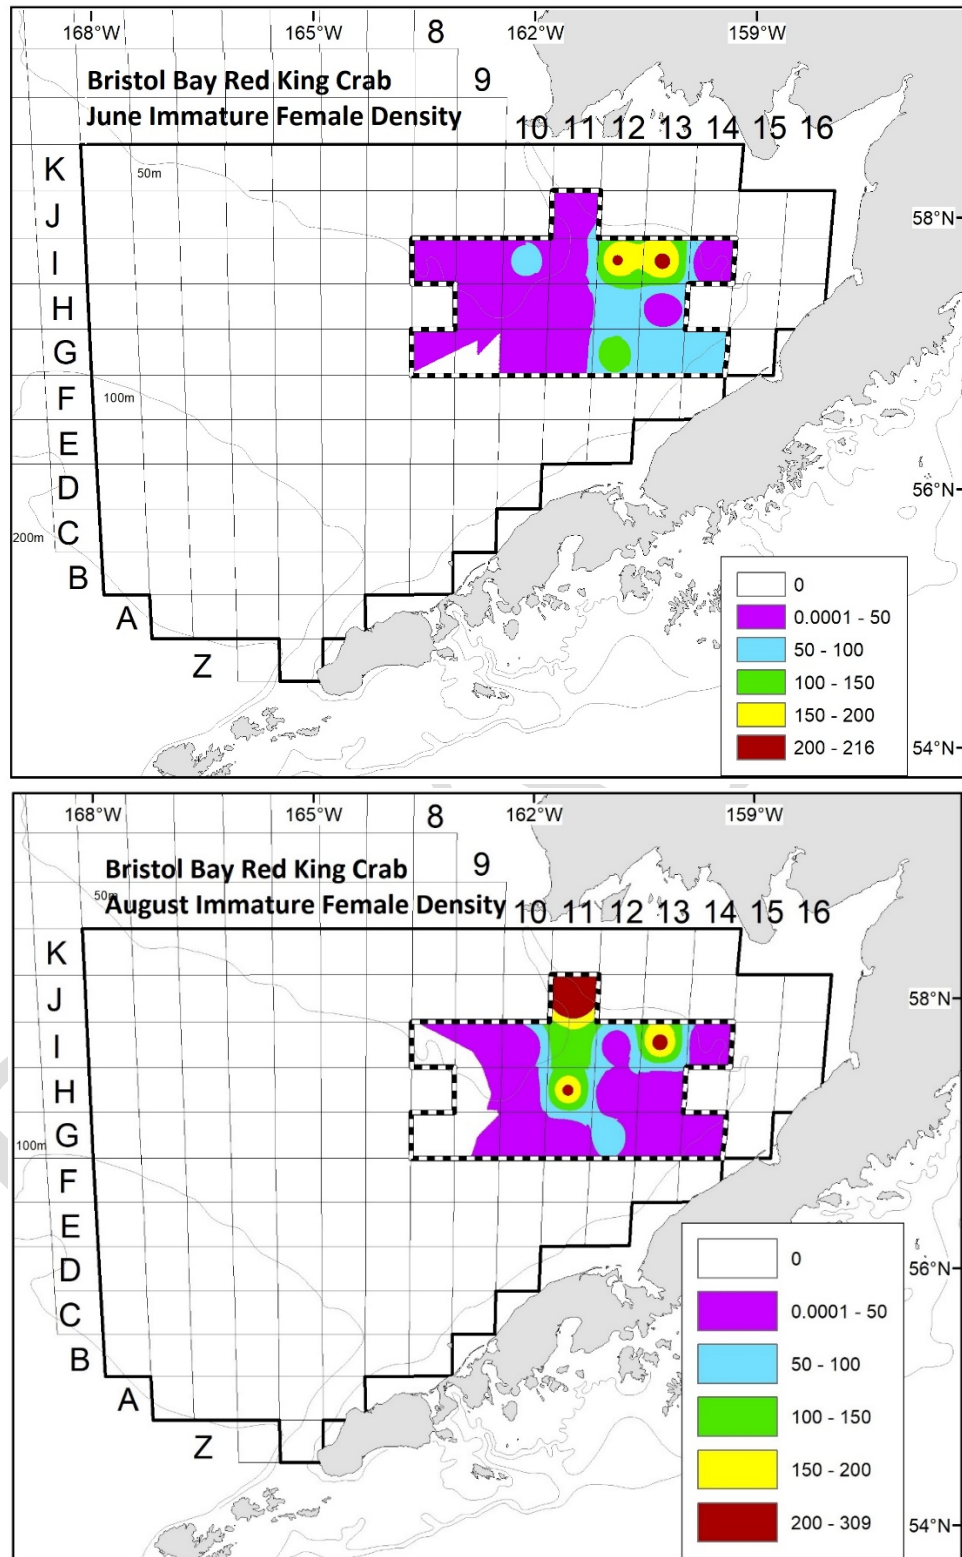 168°W 165°W 8 162°W 159°W
Bristol Bay Red King Crab 9
June Immature Female Density 10 11 12 13 14 15 16
K
50m
J
58°N
I
H
G
F
100m
E
D
56°N
C
200m
B
A
Z
0
0.0001 - 50
50 - 100
100 - 150
150 - 200
200 - 216
54°N
168°W 165°W 8 162°W 159°W
Bristol Bay Red King Crab 9
50m
August Immature Female Density 10 11 12 13 14 15 16
K
J
58°N
I
H
G
100m
F
E
D
56°N
C
B
A
Z
0
0.0001 - 50
50 - 100
100 - 150
150 - 200
200 - 309
54°N